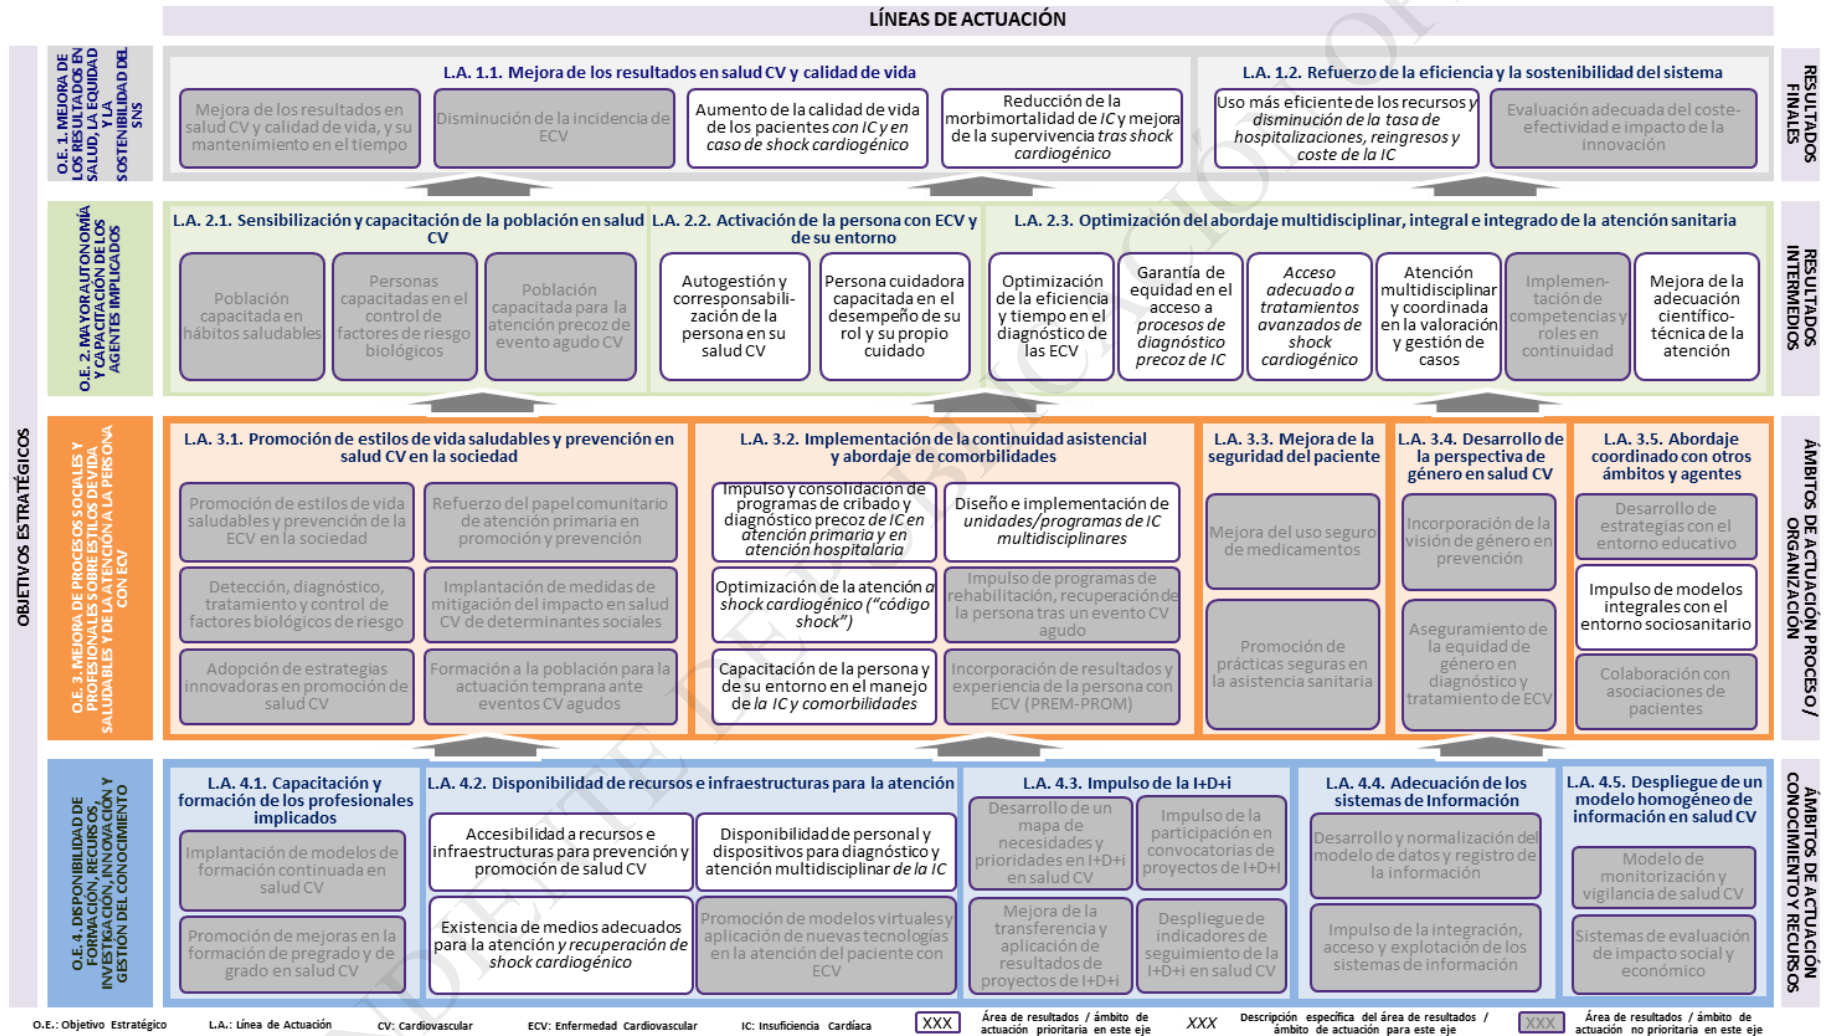 LÍNEAS DE ACTUACIÓN
OBJETIVOS ESTRATÉGICOS
O.E. 1. MEJORA DE
LOS RESULTADOS EN
SALUD, LA EQUIDAD
Y LA
SOSTENIBILIDAD DEL
SNS
L.A. 1.1. Mejora de los resultados en salud CV y calidad de vida
Mejora de los resultados en
salud CV y calidad de vida, y su
mantenimiento en el tiempo
Disminución de la incidencia de
ECV
Aumento de la calidad de vida
de los pacientes con IC y en
caso de shock cardiogénico
Reducción de la
morbimortalidad de IC y mejora
de la supervivencia tras shock
cardiogénico
L.A. 1.2. Refuerzo de la eficiencia y la sostenibilidad del sistema
Uso más eficiente de los recursos y
disminución de la tasa de
hospitalizaciones, reingresos y
coste de la IC
Evaluación adecuada del coste-
efectividad e impacto de la
innovación
RESULTADOS
FINALES
O.E. 2. MAYOR AUTONOMÍA
Y CAPACITACIÓN DE LOS
AGENTES IMPLICADOS
L.A. 2.1. Sensibilización y capacitación de la población en salud
CV
Población
capacitada en
hábitos saludables
Personas
capacitadas en el
control de
factores de riesgo
biológicos
Población
capacitada para la
atención precoz de
evento agudo CV
L.A. 2.2. Activación de la persona con ECV y
de su entorno
Autogestión y
corresponsabili-
zación de la
persona en su
salud CV
Persona cuidadora
capacitada en el
desempeño de su
rol y su propio
cuidado
L.A. 2.3. Optimización del abordaje multidisciplinar, integral e integrado de la atención sanitaria
Optimización
de la eficiencia
y tiempo en el
diagnóstico de
las ECV
Garantía de
equidad en el
acceso a
procesos de
diagnóstico
precoz de IC
Acceso
adecuado a
tratamientos
avanzados de
shock
cardiogénico
Atención
multidisciplinar
y coordinada
en la valoración
y gestión de
casos
Implemen-
tación de
competencias y
roles en
continuidad
Mejora de la
adecuación
científico-
técnica de la
atención
RESULTADOS
INTERMEDIOS
O.E. 3. MEJORA DE PROCESOS SOCIALES Y
PROFESIONALES SOBRE ESTILOS DE VIDA
SALUDABLES Y DE LA ATENCIÓN A LA PERSONA
CON ECV
L.A. 3.1. Promoción de estilos de vida saludables y prevención en
salud CV en la sociedad
Promoción de estilos de vida
saludables y prevención de la
ECV en la sociedad
Refuerzo del papel comunitario
de atención primaria en
promoción y prevención
Detección, diagnóstico,
tratamiento y control de
factores biológicos de riesgo
Implantación de medidas de
mitigación del impacto en salud
CV de determinantes sociales
Adopción de estrategias
innovadoras en promoción de
salud CV
Formación a la población para la
actuación temprana ante
eventos CV agudos
L.A. 3.2. Implementación de la continuidad asistencial
y abordaje de comorbilidades
Impulso y consolidación de
programas de cribado y
diagnóstico precoz de IC en
atención primaria y en
atención hospitalaria
Diseño e implementación de
unidades/programas de IC
multidisciplinares
Optimización de la atención a
shock cardiogénico ("código
shock")
Impulso de programas de
rehabilitación, recuperación de
la persona tras un evento CV
agudo
Capacitación de la persona y
de su entorno en el manejo
de la IC y comorbilidades
Incorporación de resultados y
experiencia de la persona con
ECV (PREM-PROM)
L.A. 3.3. Mejora de la
seguridad del paciente
Mejora del uso seguro
de medicamentos
Promoción de
prácticas seguras en
la asistencia sanitaria
L.A. 3.4. Desarrollo de
la perspectiva de
género en salud CV
Incorporación de la
visión de género en
prevención
Aseguramiento de
la equidad de
género en
diagnóstico y
tratamiento de ECV
L.A. 3.5. Abordaje
coordinado con otros
ámbitos y agentes
Desarrollo de
estrategias con el
entorno educativo
Impulso de modelos
integrales con el
entorno sociosanitario
Colaboración con
asociaciones de
pacientes
ÁMBITOS DE ACTUACIÓN PROCESO /
ORGANIZACIÓN
O.E. 4. DISPONIBILIDAD DE
FORMACIÓN, RECURSOS,
INVESTIGACIÓN, INNOVACIÓN Y
GESTIÓN DEL CONOCIMIENTO
L.A. 4.1. Capacitación y
formación de los profesionales
implicados
Implantación de modelos de
formación continuada en
salud CV
Promoción de mejoras en la
formación de pregrado y de
grado en salud CV
L.A. 4.2. Disponibilidad de recursos e infraestructuras para la atención
Accesibilidad a recursos e
infraestructuras para prevención y
promoción de salud CV
Disponibilidad de personal y
dispositivos para diagnóstico y
atención multidisciplinar de la IC
Existencia de medios adecuados
para la atención y recuperación de
shock cardiogénico
Promoción de modelos virtuales y
aplicación de nuevas tecnologías
en la atención del paciente con
ECV
L.A. 4.3. Impulso de la I+D+i
Desarrollo de un
mapa de
necesidades y
prioridades en I+D+i
en salud CV
Impulso de la
participación en
convocatorias de
proyectos de I+D+I
Mejora de la
transferencia y
aplicación de
resultados de
proyectos de I+D+i
Despliegue de
indicadores de
seguimiento de la
I+D+i en salud CV
L.A. 4.4. Adecuación de los
sistemas de Información
Desarrollo y normalización del
modelo de datos y registro de
la información
Impulso de la integración,
acceso y explotación de los
sistemas de información
L.A. 4.5. Despliegue de un
modelo homogéneo de
información en salud CV
Modelo de
monitorización y
vigilancia de salud CV
Sistemas de evaluación
de impacto social y
económico
ÁMBITOS DE ACTUACIÓN
CONOCIMIENTO Y RECURSOS
O.E.: Objetivo Estratégico
L.A.: Línea de Actuación
CV: Cardiovascular
ECV: Enfermedad Cardiovascular
IC: Insuficiencia Cardíaca
XXX
Área de resultados / ámbito de
actuación prioritaria en este eje
XXX
Descripción específica del área de resultados /
ámbito de actuación para este eje
XXX
Área de resultados / ámbito de
actuación no prioritaria en este eje
PENDIENTE DE PUBLICACIÓN